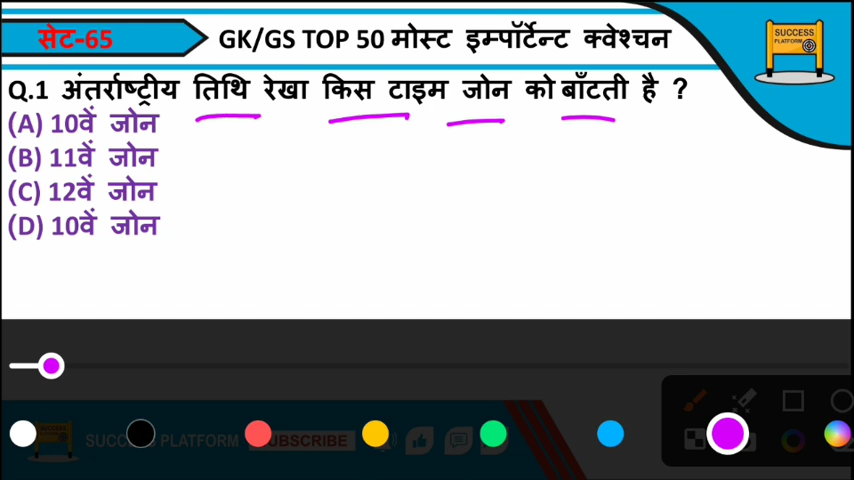 सेट-65
GK/GS TOP 50 मोस्ट इम्पॉर्टेन्ट क्वेश्चन
SUCCESS
PLATFORM
Q.1 अंतर्राष्ट्रीय तिथि रेखा किस टाइम जोन को बाँटती है ?
(A) 10वें जोन
(B) 11वें जोन
(C) 12वें जोन
(D) 10वें जोन
SUCCESS PLATFORM
SUBSCRIBE